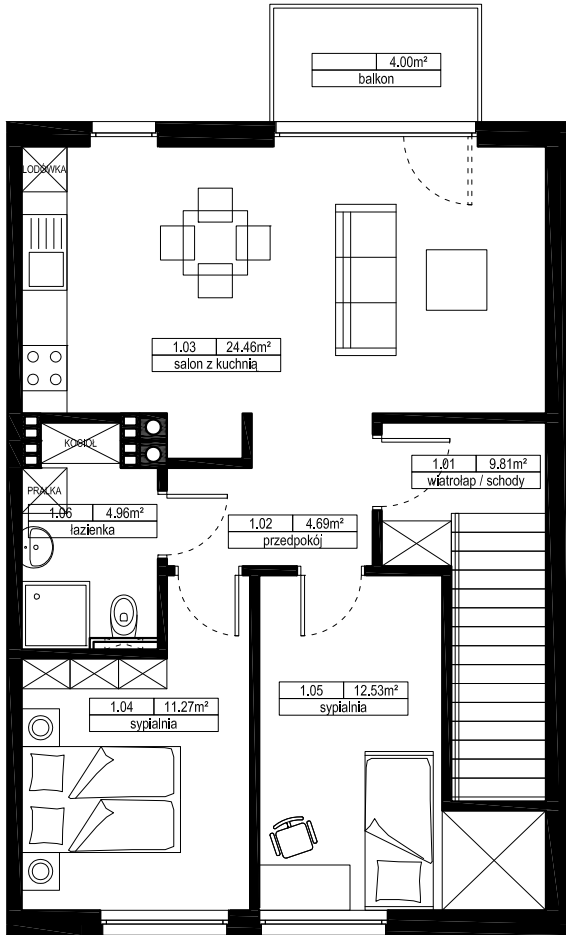 4.00m²
balkon
LODÓWKA
1.03 24.46m²
salon z kuchnią
KOCIOŁ
1.01 9.81m²
wiatrołap / schody
PRALKA
1.06 4.96m²
łazienka
1.02 4.69m²
przedpokój
1.05 12.53m²
sypialnia
1.04 11.27m²
sypialnia